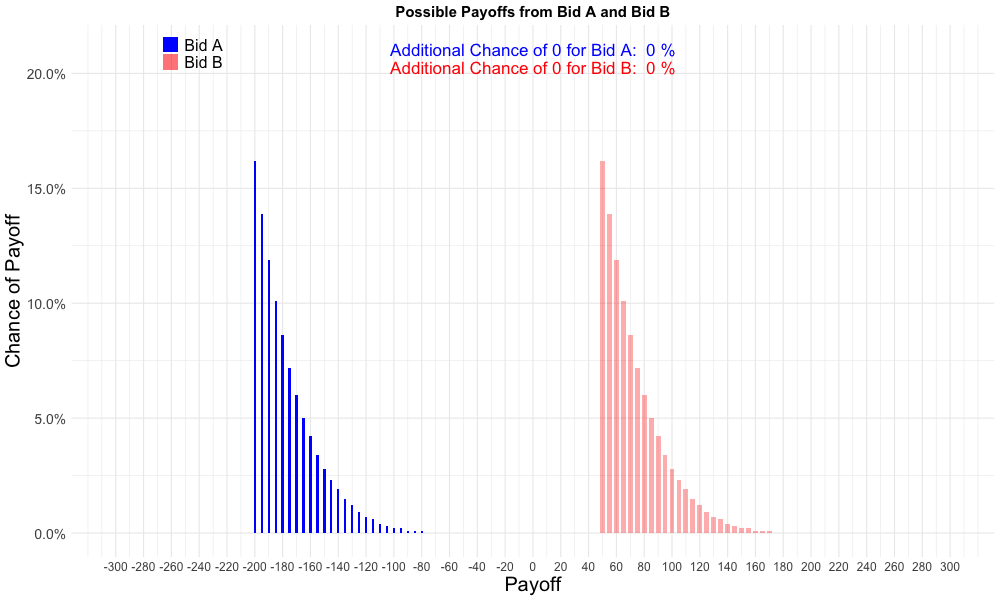 Possible Payoffs from Bid A and Bid B
Bid A
Bid B
Additional Chance of 0 for Bid A:  0 %
Additional Chance of 0 for Bid B:  0 %
Chance of Payoff
20.0%
15.0%
10.0%
5.0%
0.0%
-300 -280 -260 -240 -220 -200 -180 -160 -140 -120 -100 -80 -60 -40 -20 0 20 40 60 80 100 120 140 160 180 200 220 240 260 280 300
Payoff